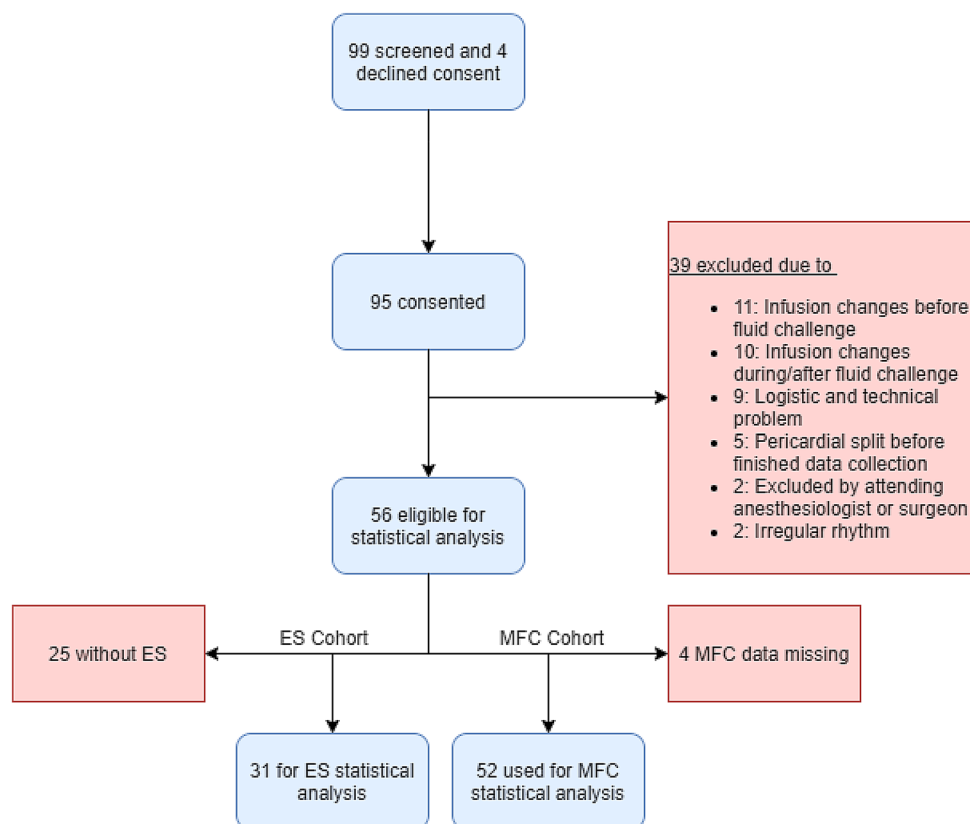 99 screened and 4
declined consent
95 consented
39 excluded due to
• 11: Infusion changes before
fluid challenge
• 10: Infusion changes
during/after fluid challenge
• 9: Logistic and technical
problem
• 5: Pericardial split before
finished data collection
• 2: Excluded by attending
anesthesiologist or surgeon
• 2: Irregular rhythm
56 eligible for
statistical analysis
ES Cohort
MFC Cohort
25 without ES
4 MFC data missing
31 for ES statistical
analysis
52 used for MFC
statistical analysis